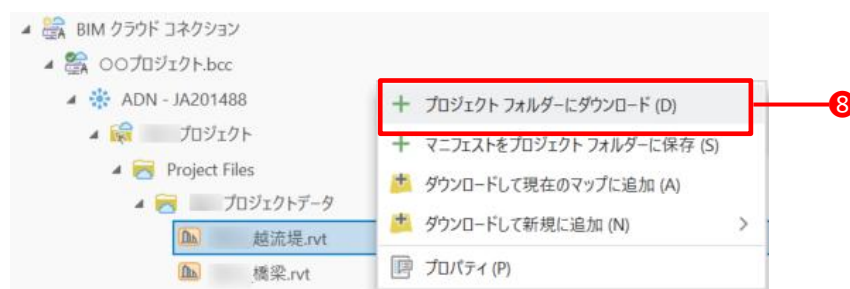 BIM クラウド コネクション
〇〇プロジェクト.bcc
ADN - JA201488
プロジェクト
Project Files
プロジェクトデータ
越流堤.rvt
橋梁.rvt
プロジェクト フォルダーにダウンロード (D)
マニフェストをプロジェクト フォルダーに保存 (S)
ダウンロードして現在のマップに追加 (A)
ダウンロードして新規に追加 (N)
プロパティ (P)
8